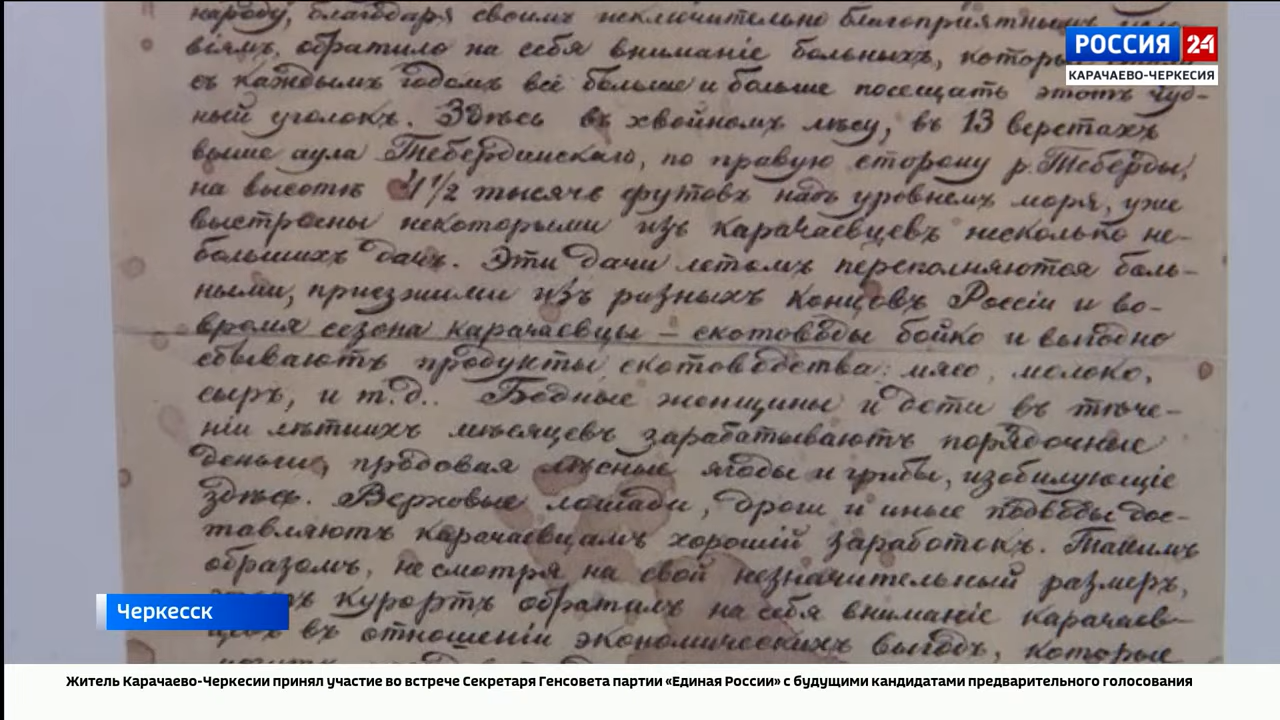 народу, благодаря своимъ исключительно благоприятнымъ усло-
віямъ, обратило на себя вниманіе больныхъ, которые
съ каждымъ годомъ всё больше и больше посещать этотъ чуд-
ный уголокъ. Здѣсь въ хвойномъ лѣсу, въ 13 верстахъ
выше аула Тебердинскаго, по правую сторону р. Теберды,
на высотѣ 4 1/2 тысячъ футовъ надъ уровнемъ моря, уже
выстроены некоторыми изъ карачаевцевъ несколько не-
большихъ дачъ. Эти дачи летомъ переполняются боль-
ными, приезжими изъ разныхъ концовъ Россіи и во-
время сезона карачаевцы — скотоводы бойко и выгодно
сбываютъ продукты скотоводства: мясо, молоко,
сыръ, и т.д.. Бедные женщины и дети въ тече-
ніи лѣтнихъ мѣсяцевъ зарабатываютъ порядочные
деньги, продовая лѣсные ягоды и грибы, изобилующіе
здѣсь. Верховые лошади, дроги и иные подводы дос-
тавляютъ карачаевцамъ хорошій заработокъ. Такимъ
образомъ, не смотря на свой незначительный размеръ,
этотъ курортъ обратилъ на себя вниманіе карачаев-
цевъ въ отношеніи экономическихъ выгодъ, которые
РОССИЯ 24
КАРАЧАЕВО-ЧЕРКЕСИЯ
Черкесск
Житель Карачаево-Черкесии принял участие во встрече Секретаря Генсовета партии «Единая России» с будущими кандидатами предварительного голосования